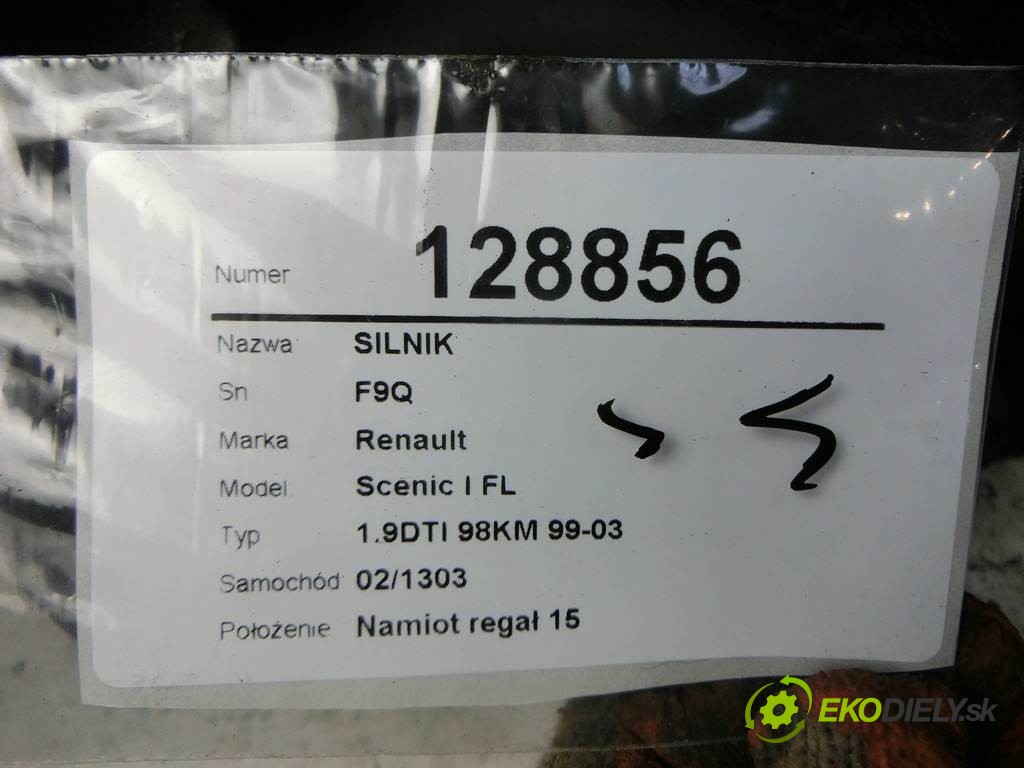 Numer 128856
Nazwa SILNIK
Sn F9Q
Marka Renault
Model Scenic I FL
Typ 1.9DTI 98KM 99-03
Samochód 02/1303
Położenie Namiot regał 15
EKODIELY.sk